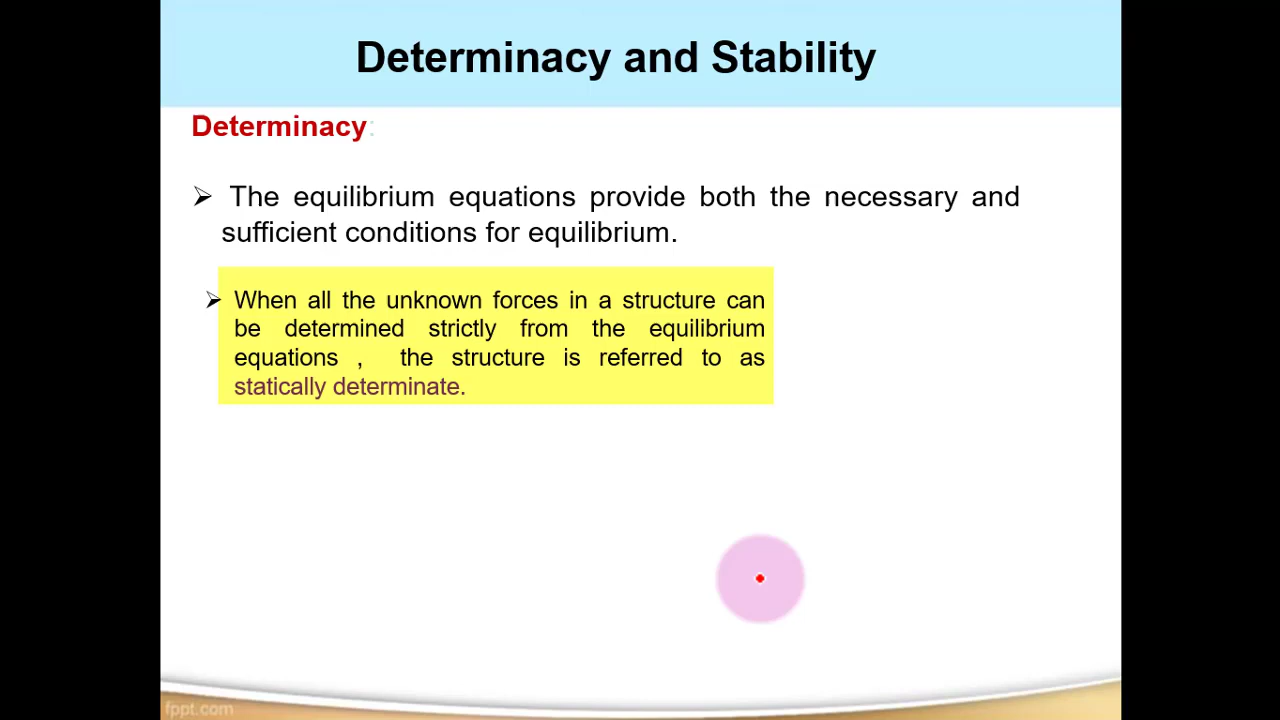 Determinacy and Stability
Determinacy:
➢ The equilibrium equations provide both the necessary and
sufficient conditions for equilibrium.
➢ When all the unknown forces in a structure can
be determined strictly from the equilibrium
equations , the structure is referred to as
statically determinate.
fppt.com